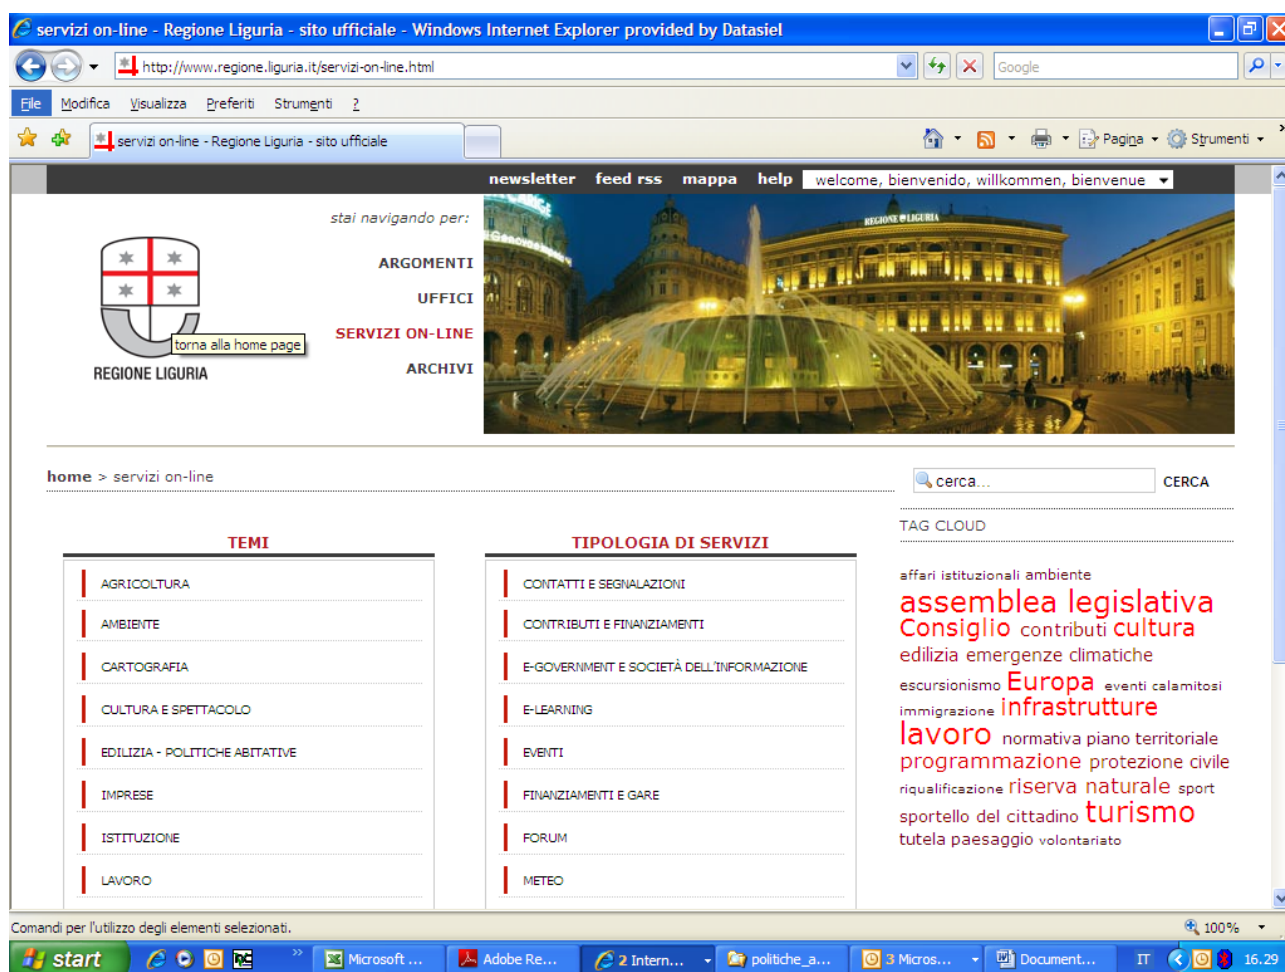 servizi on-line - Regione Liguria - sito ufficiale - Windows Internet Explorer provided by Datasiel
http://www.regione.liguria.it/servizi-on-line.html
Google
File Modifica Visualizza Preferiti Strumenti ?
servizi on-line - Regione Liguria - sito ufficiale
Pagina Strumenti
newsletter feed rss mappa help welcome, bienvenido, willkommen, bienvenue
stai navigando per:
REGIONE LIGURIA
ARGOMENTI
UFFICI
SERVIZI ON-LINE
torna alla home page
ARCHIVI
REGIONE LIGURIA
home > servizi on-line
cerca...
CERCA
TEMI
AGRICOLTURA
AMBIENTE
CARTOGRAFIA
CULTURA E SPETTACOLO
EDILIZIA - POLITICHE ABITATIVE
IMPRESE
ISTITUZIONE
LAVORO
TIPOLOGIA DI SERVIZI
CONTATTI E SEGNALAZIONI
CONTRIBUTI E FINANZIAMENTI
E-GOVERNMENT E SOCIETÀ DELL'INFORMAZIONE
E-LEARNING
EVENTI
FINANZIAMENTI E GARE
FORUM
METEO
TAG CLOUD
affari istituzionali ambiente
assemblea legislativa
Consiglio contributi cultura
edilizia emergenze climatiche
escursionismo Europa eventi calamitosi
immigrazione infrastrutture
lavoro normativa piano territoriale
programmazione protezione civile
riqualificazione riserva naturale sport
sportello del cittadino turismo
tutela paesaggio volontariato
Comandi per l'utilizzo degli elementi selezionati.
100%
start
Microsoft ...
Adobe Re...
2 Intern...
politiche_a...
3 Micros...
Document...
IT
16.29